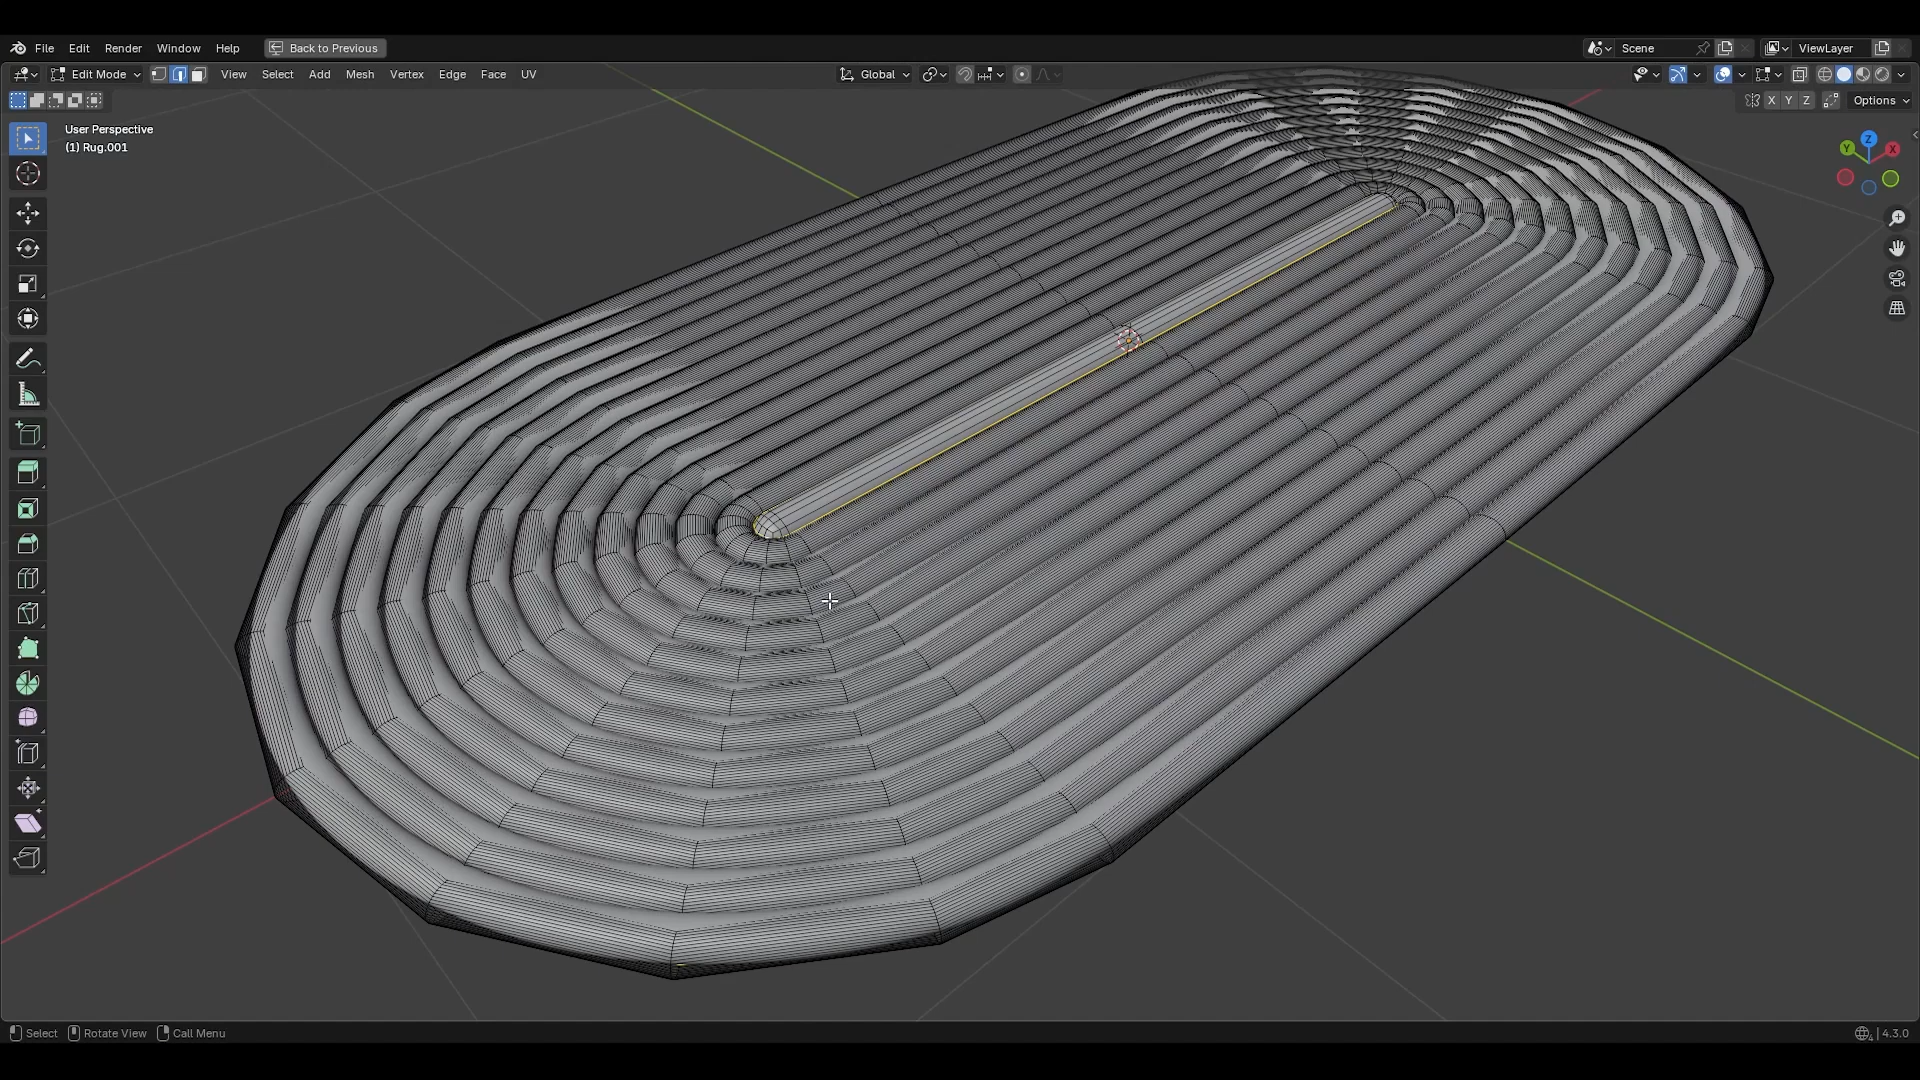 File Edit Render Window Help Back to Previous Scene ViewLayer
Edit Mode View Select Add Mesh Vertex Edge Face UV Global
X Y Z Options
User Perspective
(1) Rug.001
Z
Y X
Select Rotate View Call Menu 4.3.0